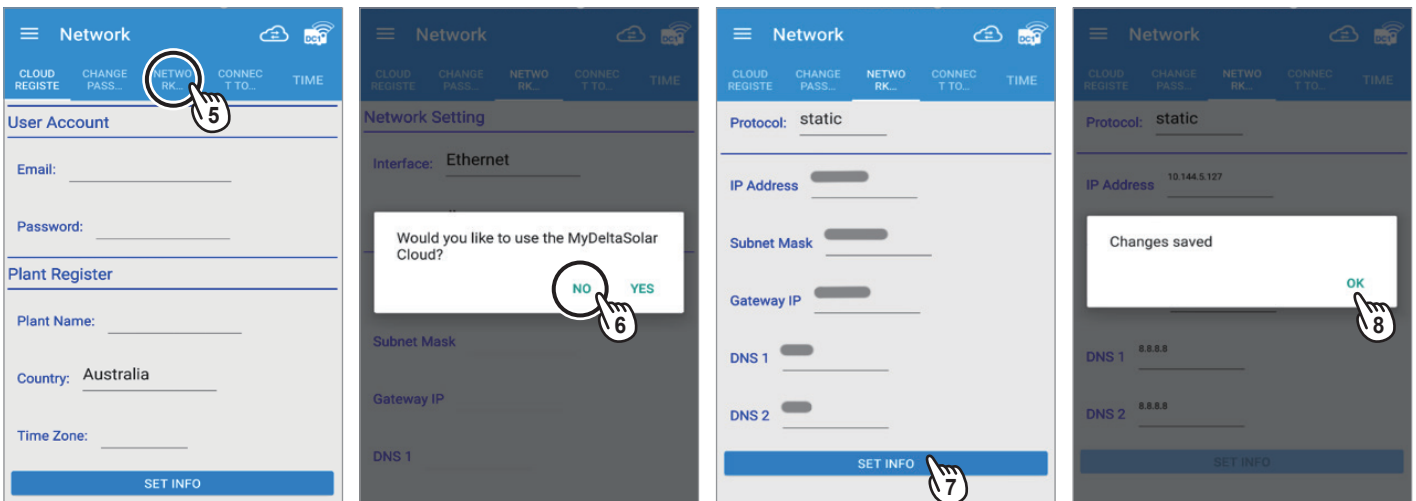 Network
DC1
CLOUD REGISTE
CHANGE PASS...
NETWO RK...
CONNEC T TO...
TIME
5
User Account
Email:
Password:
Plant Register
Plant Name:
Country: Australia
Time Zone:
SET INFO
Network
DC1
CLOUD REGISTE
CHANGE PASS...
NETWO RK...
CONNEC T TO...
TIME
Network Setting
Interface: Ethernet
Would you like to use the MyDeltaSolar
Cloud?
NO YES
6
Subnet Mask
Gateway IP
DNS 1
Network
DC1
CLOUD REGISTE
CHANGE PASS...
NETWO RK...
CONNEC T TO...
TIME
Protocol: static
IP Address
Subnet Mask
Gateway IP
DNS 1
DNS 2
SET INFO
7
Network
DC1
CLOUD REGISTE
CHANGE PASS...
NETWO RK...
CONNEC T TO...
TIME
Protocol: static
IP Address 10.144.5.127
Changes saved
OK
8
DNS 1 8.8.8.8
DNS 2 8.8.8.8
SET INFO